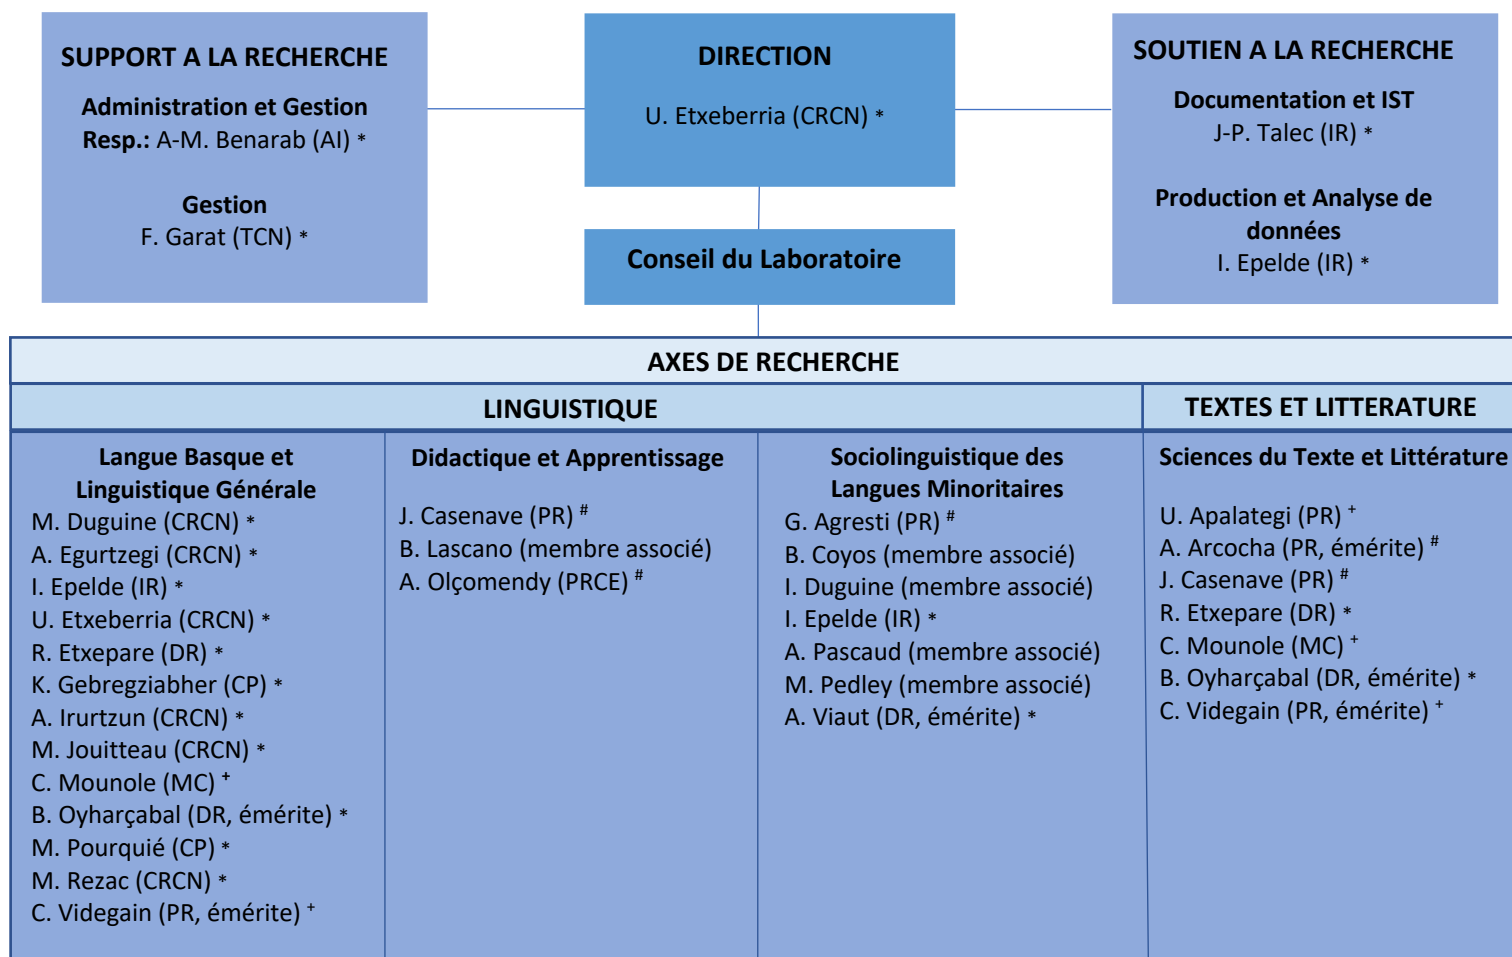 SUPPORT A LA RECHERCHE
Administration et Gestion
Resp.: A-M. Benarab (AI) *
Gestion
F. Garat (TCN) *
DIRECTION
U. Etxeberria (CRCN) *
Conseil du Laboratoire
SOUTIEN A LA RECHERCHE
Documentation et IST
J-P. Talec (IR) *
Production et Analyse de
données
I. Epelde (IR) *
AXES DE RECHERCHE
LINGUISTIQUE
TEXTES ET LITTERATURE
Langue Basque et
Linguistique Générale
M. Duguine (CRCN) *
A. Egurtzegi (CRCN) *
I. Epelde (IR) *
U. Etxeberria (CRCN) *
R. Etxepare (DR) *
K. Gebregziabher (CP) *
A. Irurtzun (CRCN) *
M. Jouitteau (CRCN) *
C. Mounole (MC) +
B. Oyharçabal (DR, émérite) *
M. Pourquié (CP) *
M. Rezac (CRCN) *
C. Videgain (PR, émérite) +
Didactique et Apprentissage
J. Casenave (PR) #
B. Lascano (membre associé)
A. Olçomendy (PRCE) #
Sociolinguistique des
Langues Minoritaires
G. Agresti (PR) #
B. Coyos (membre associé)
I. Duguine (membre associé)
I. Epelde (IR) *
A. Pascaud (membre associé)
M. Pedley (membre associé)
A. Viaut (DR, émérite) *
Sciences du Texte et Littérature
U. Apalategi (PR) +
A. Arcocha (PR, émérite) #
J. Casenave (PR) #
R. Etxepare (DR) *
C. Mounole (MC) +
B. Oyharçabal (DR, émérite) *
C. Videgain (PR, émérite) +